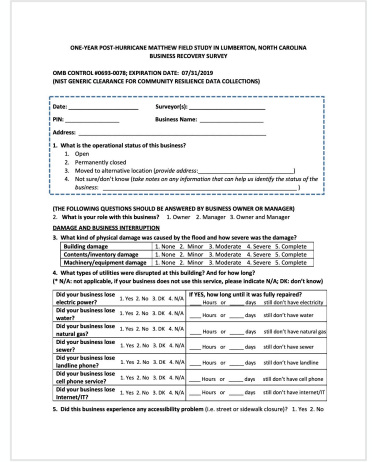 ONE-YEAR POST-HURRICANE MATTHEW FIELD STUDY IN LUMBERTON, NORTH CAROLINA
BUSINESS RECOVERY SURVEY
OMB CONTROL #0693-0078; EXPIRATION DATE: 07/31/2019
(NIST GENERIC CLEARANCE FOR COMMUNITY RESILIENCE DATA COLLECTIONS)
Date: ____________ Surveyor(s): ____________
PIN: ____________ Business Name: ____________
Address: ____________
1. What is the operational status of this business?
1. Open
2. Permanently closed
3. Moved to alternative location (provide address:____________)
4. Not sure/don't know (take notes on any information that can help us identify the status of the
business: ____________)
(THE FOLLOWING QUESTIONS SHOULD BE ANSWERED BY BUSINESS OWNER OR MANAGER)
2. What is your role with this business? 1. Owner 2. Manager 3. Owner and Manager
DAMAGE AND BUSINESS INTERRUPTION
3. What kind of physical damage was caused by the flood and how severe was the damage?
Building damage 1. None 2. Minor 3. Moderate 4. Severe 5. Complete
Contents/inventory damage 1. None 2. Minor 3. Moderate 4. Severe 5. Complete
Machinery/equipment damage 1. None 2. Minor 3. Moderate 4. Severe 5. Complete
4. What types of utilities were disrupted at this building? And for how long?
(* N/A: not applicable, if your business does not use this service, please indicate N/A; DK: don't know)
Did your business lose electric power? 1. Yes 2. No 3. DK 4. N/A If YES, how long until it was fully repaired?
____ Hours or ____ days still don't have electricity
Did your business lose water? 1. Yes 2. No 3. DK 4. N/A ____ Hours or ____ days still don't have water
Did your business lose natural gas? 1. Yes 2. No 3. DK 4. N/A ____ Hours or ____ days still don't have natural gas
Did your business lose sewer? 1. Yes 2. No 3. DK 4. N/A ____ Hours or ____ days still don't have sewer
Did your business lose landline phone? 1. Yes 2. No 3. DK 4. N/A ____ Hours or ____ days still don't have landline
Did your business lose cell phone service? 1. Yes 2. No 3. DK 4. N/A ____ Hours or ____ days still don't have cell phone
Did your business lose Internet/IT? 1. Yes 2. No 3. DK 4. N/A ____ Hours or ____ days still don't have internet/IT
5. Did this business experience any accessibility problem (i.e. street or sidewalk closure)? 1. Yes 2. No